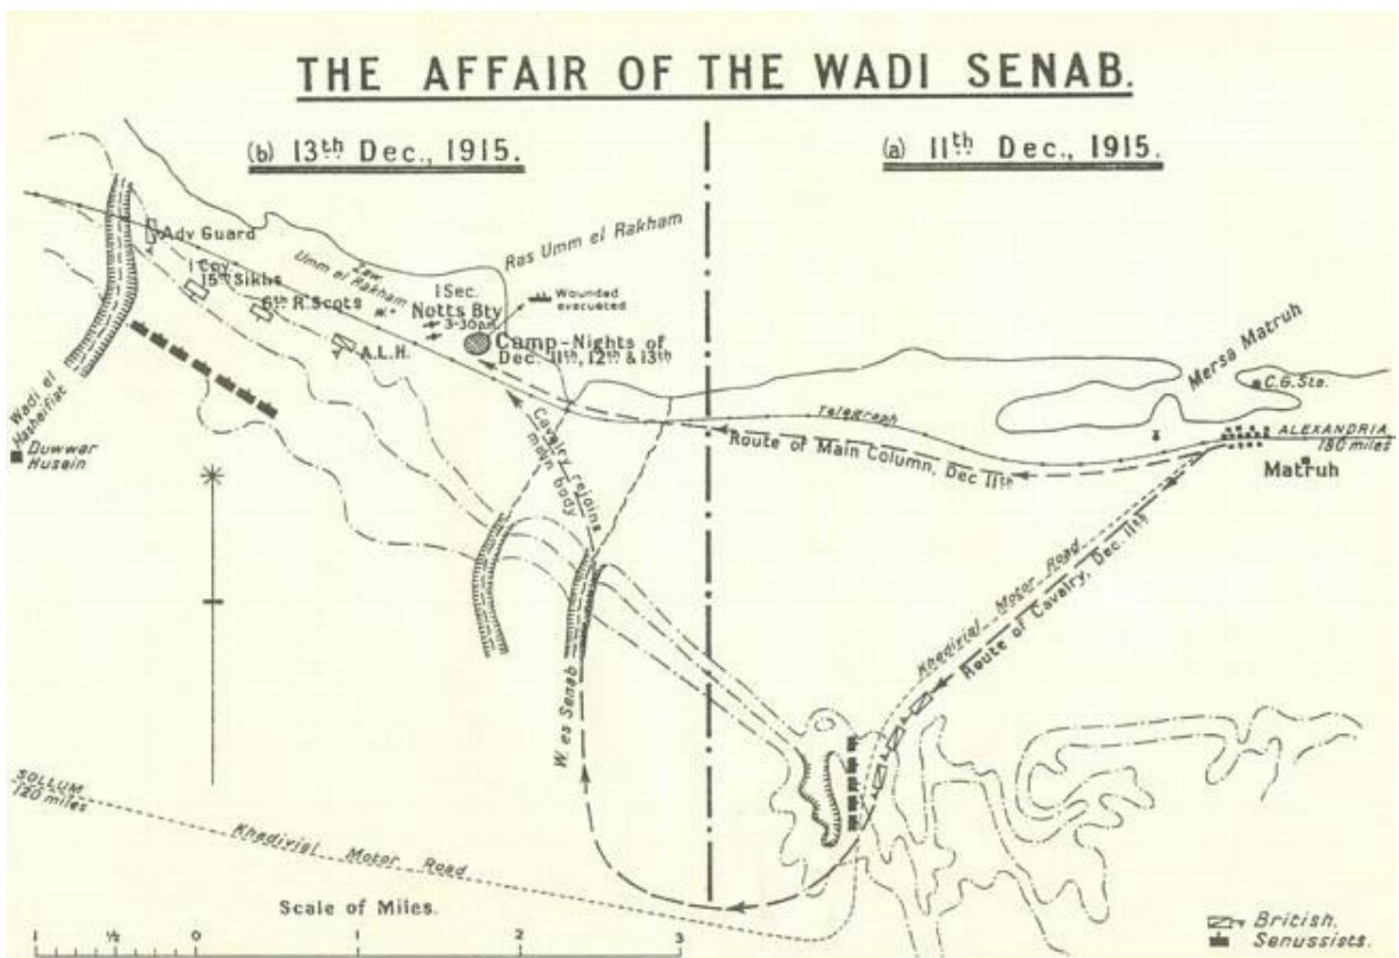 THE AFFAIR OF THE WADI SENAB.
(b) 13th Dec., 1915.
(a) 11th Dec., 1915.
Adv Guard
1 Coy.
15th Sikhs
6th R Scots
A.L.H.
Zaw.
Umm el Rakham
W.
1 Sec.
Notts Bty
3-30p.m.
Ras Umm el Rakham
Wounded
evacuated
Camp-Nights of
Dec. 11th, 12th & 13th
Mersa Matruh
C.G. Sta.
ALEXANDRIA
180 miles
Matruh
Telegraph
Route of Main Column, Dec 11th
Cavalry rejoins
main body
Wadi el
Hasheifiat
Duwwar
Husein
Khedivial Motor Road
Route of Cavalry, Dec. 11th
W. es Senab
SOLLUM
120 miles
Khedivial Motor Road
Scale of Miles.
1 ½ 0 1 2 3
British.
Senussists.